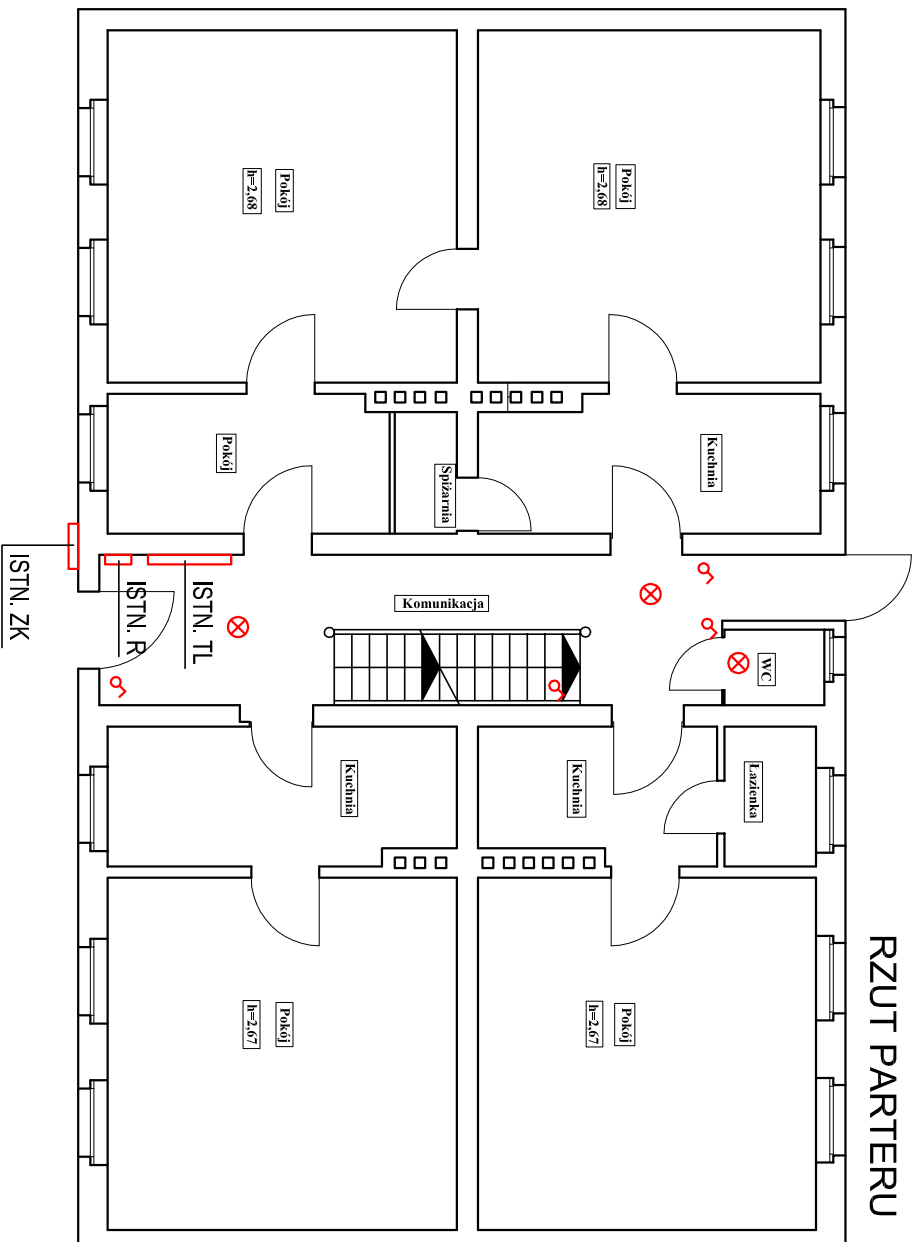 RZUT PARTERU
WC
Łazienka
Kuchnia
Pokój
h=2,68
Pokój
h=2,67
Kuchnia
Spiżarnia
Komunikacja
Kuchnia
Pokój
h=2,68
Pokój
h=2,67
Pokój
ISTN. TL
ISTN. R
ISTN. ZK